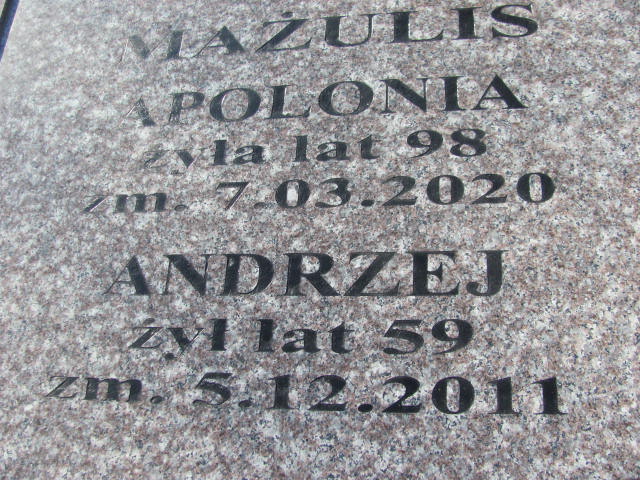 MAŻULIS
APOLONIA
żyła lat 98
zm. 7.03.2020
ANDRZEJ
żył lat 59
zm. 5.12.2011